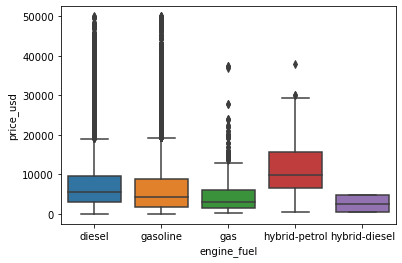 50000
40000
30000
20000
10000
0
price_usd
diesel
gasoline
gas
hybrid-petrol
hybrid-diesel
engine_fuel